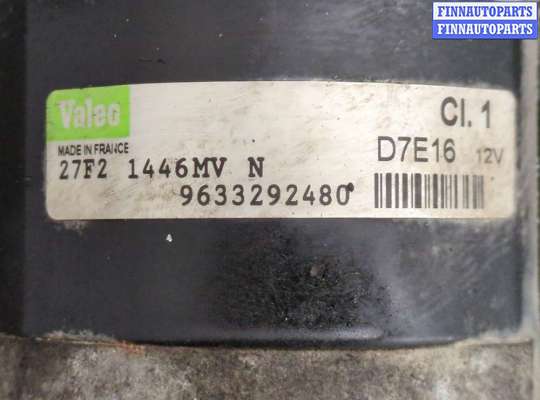 FINNAUTOPARTS
FINNAUTOPARTS
Valeo
Cl. 1
MADE IN FRANCE
D7E16 12V
27F2 1446MV N
9633292480